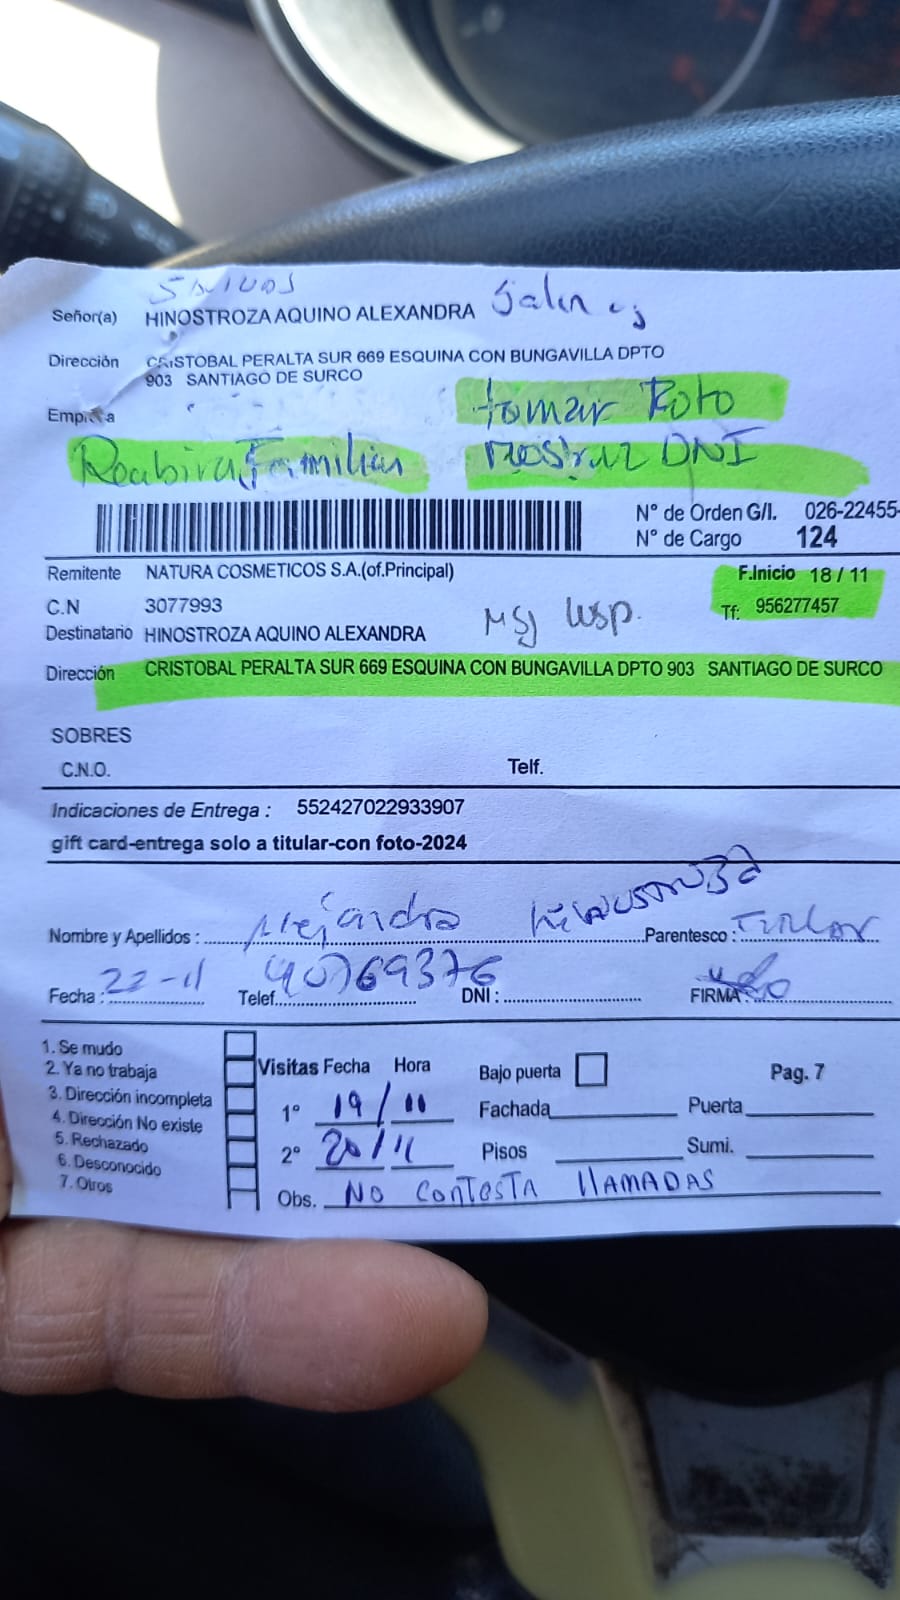 Señor(a) HINOSTROZA AQUINO ALEXANDRA
Dirección CRISTOBAL PERALTA SUR 669 ESQUINA CON BUNGAVILLA DPTO
903 SANTIAGO DE SURCO
Empresa
tomar Foto
Recibira Familiar mostrar DNI
N° de Orden G/I. 026-22455-
N° de Cargo 124
Remitente NATURA COSMETICOS S.A.(of.Principal)
F.Inicio 18 / 11
C.N 3077993
Tf: 956277457
Msj Wsp.
Destinatario HINOSTROZA AQUINO ALEXANDRA
Dirección CRISTOBAL PERALTA SUR 669 ESQUINA CON BUNGAVILLA DPTO 903 SANTIAGO DE SURCO
SOBRES
C.N.O. Telf.
Indicaciones de Entrega : 552427022933907
gift card-entrega solo a titular-con foto-2024
Nombre y Apellidos : Alejandra Hinostroza Parentesco : Titular
Fecha : 22-11 Telef. 40769376 DNI : FIRMA
1. Se mudo
2. Ya no trabaja
3. Dirección incompleta
4. Dirección No existe
5. Rechazado
6. Desconocido
7. Otros
Visitas Fecha Hora
1° 19/11
2° 20/11
Obs. No contesta llamadas
Bajo puerta Pag. 7
Fachada Puerta
Pisos Sumi.